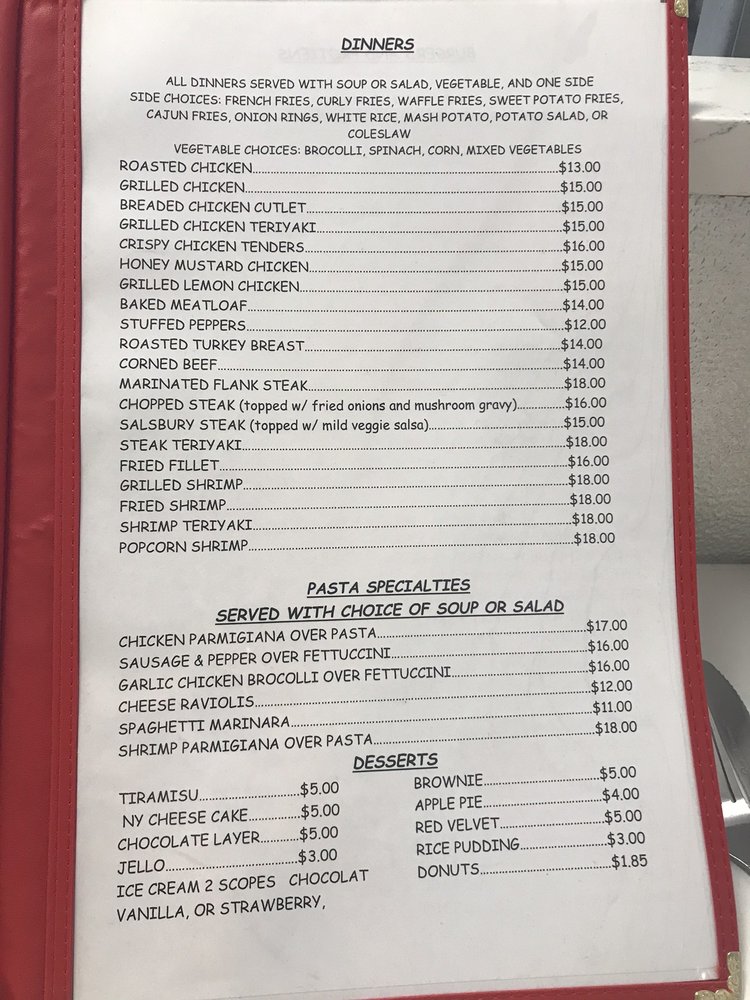 DINNERS
ALL DINNERS SERVED WITH SOUP OR SALAD, VEGETABLE, AND ONE SIDE
SIDE CHOICES: FRENCH FRIES, CURLY FRIES, WAFFLE FRIES, SWEET POTATO FRIES,
CAJUN FRIES, ONION RINGS, WHITE RICE, MASH POTATO, POTATO SALAD, OR
COLESLAW
VEGETABLE CHOICES: BROCOLLI, SPINACH, CORN, MIXED VEGETABLES
ROASTED CHICKEN $13.00
GRILLED CHICKEN $15.00
BREADED CHICKEN CUTLET $15.00
GRILLED CHICKEN TERIYAKI $15.00
CRISPY CHICKEN TENDERS $16.00
HONEY MUSTARD CHICKEN $15.00
GRILLED LEMON CHICKEN $15.00
BAKED MEATLOAF $14.00
STUFFED PEPPERS $12.00
ROASTED TURKEY BREAST $14.00
CORNED BEEF $14.00
MARINATED FLANK STEAK $18.00
CHOPPED STEAK (topped w/ fried onions and mushroom gravy) $16.00
SALSBURY STEAK (topped w/ mild veggie salsa) $15.00
STEAK TERIYAKI $18.00
FRIED FILLET $16.00
GRILLED SHRIMP $18.00
FRIED SHRIMP $18.00
SHRIMP TERIYAKI $18.00
POPCORN SHRIMP $18.00
PASTA SPECIALTIES
SERVED WITH CHOICE OF SOUP OR SALAD
CHICKEN PARMIGIANA OVER PASTA $17.00
SAUSAGE & PEPPER OVER FETTUCCINI $16.00
GARLIC CHICKEN BROCOLLI OVER FETTUCCINI $16.00
CHEESE RAVIOLIS $12.00
SPAGHETTI MARINARA $11.00
SHRIMP PARMIGIANA OVER PASTA $18.00
DESSERTS
TIRAMISU $5.00
NY CHEESE CAKE $5.00
CHOCOLATE LAYER $5.00
JELLO $3.00
ICE CREAM 2 SCOPES CHOCOLAT
VANILLA, OR STRAWBERRY,
BROWNIE $5.00
APPLE PIE $4.00
RED VELVET $5.00
RICE PUDDING $3.00
DONUTS $1.85